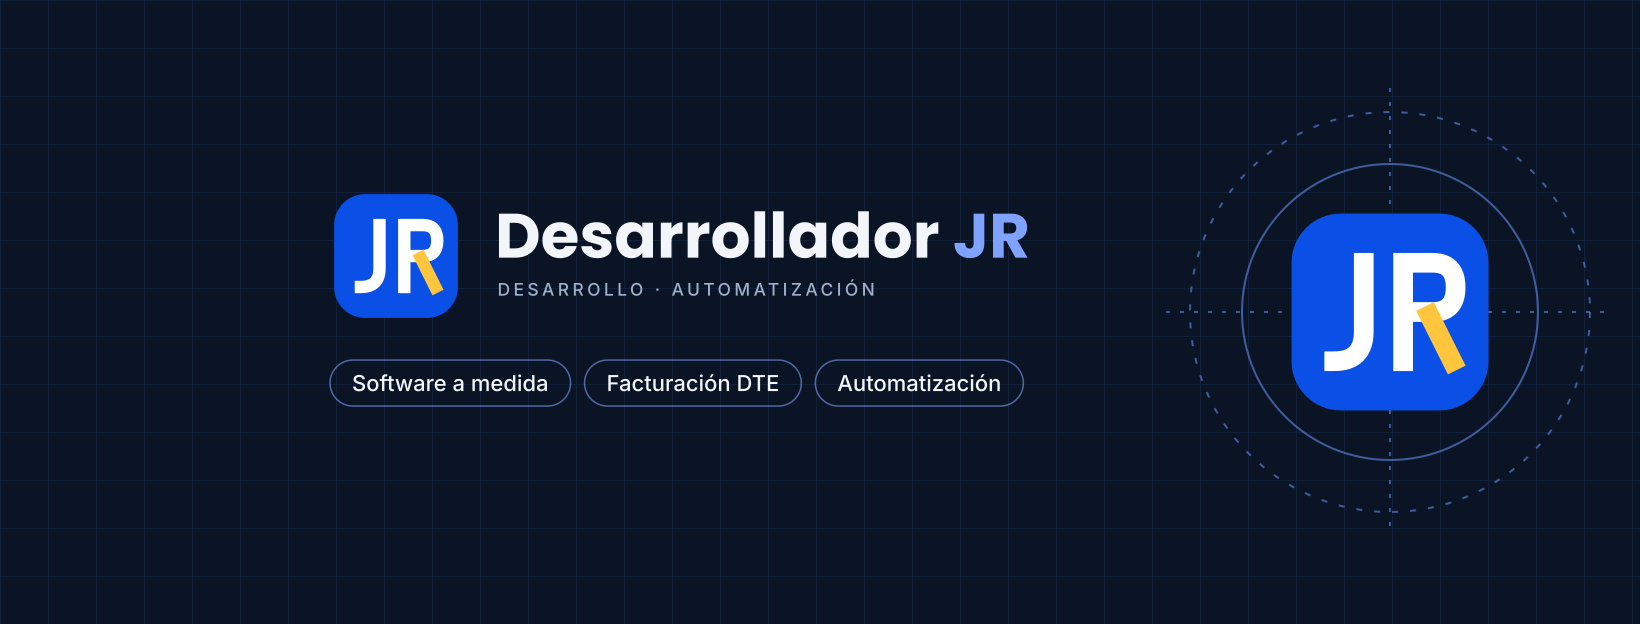 JR
Desarrollador JR
DESARROLLO · AUTOMATIZACIÓN
Software a medida
Facturación DTE
Automatización
JR